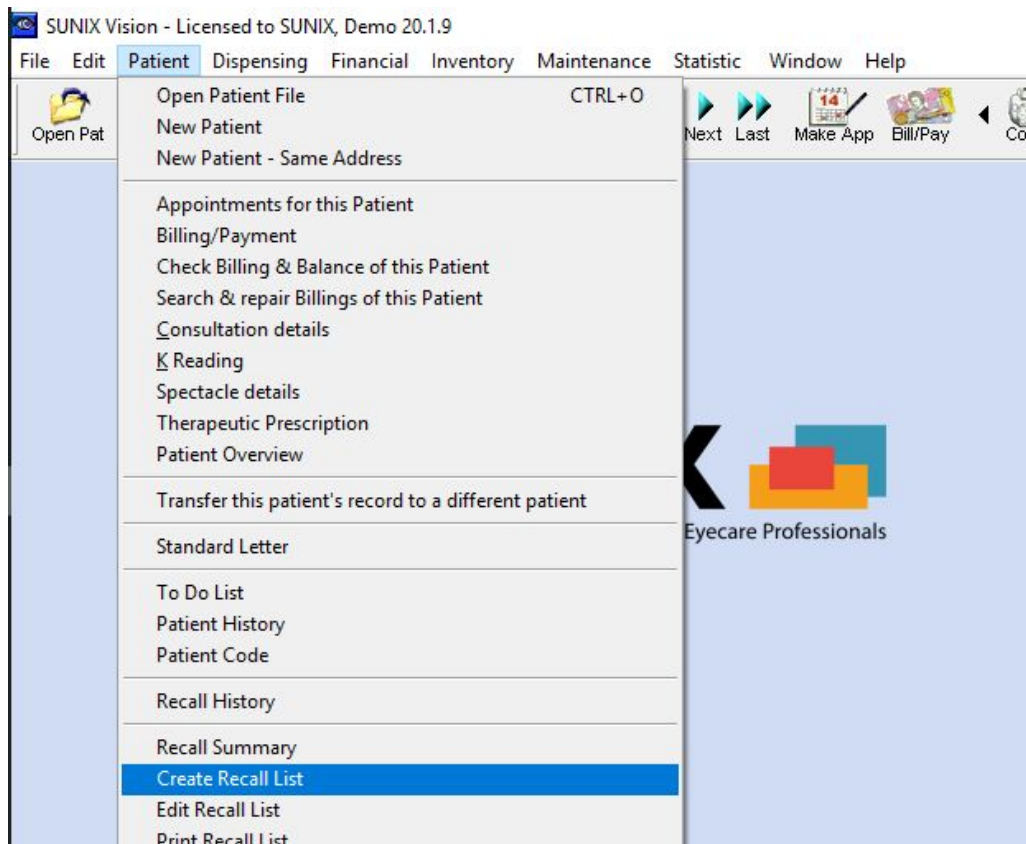 SUNIX Vision - Licensed to SUNIX, Demo 20.1.9
File Edit Patient Dispensing Financial Inventory Maintenance Statistic Window Help
Open Pat
Next Last Make App Bill/Pay
14
Open Patient File CTRL+O
New Patient
New Patient - Same Address
Appointments for this Patient
Billing/Payment
Check Billing & Balance of this Patient
Search & repair Billings of this Patient
Consultation details
K Reading
Spectacle details
Therapeutic Prescription
Patient Overview
Transfer this patient's record to a different patient
Standard Letter
To Do List
Patient History
Patient Code
Recall History
Recall Summary
Create Recall List
Edit Recall List
Print Recall List
X
Eyecare Professionals